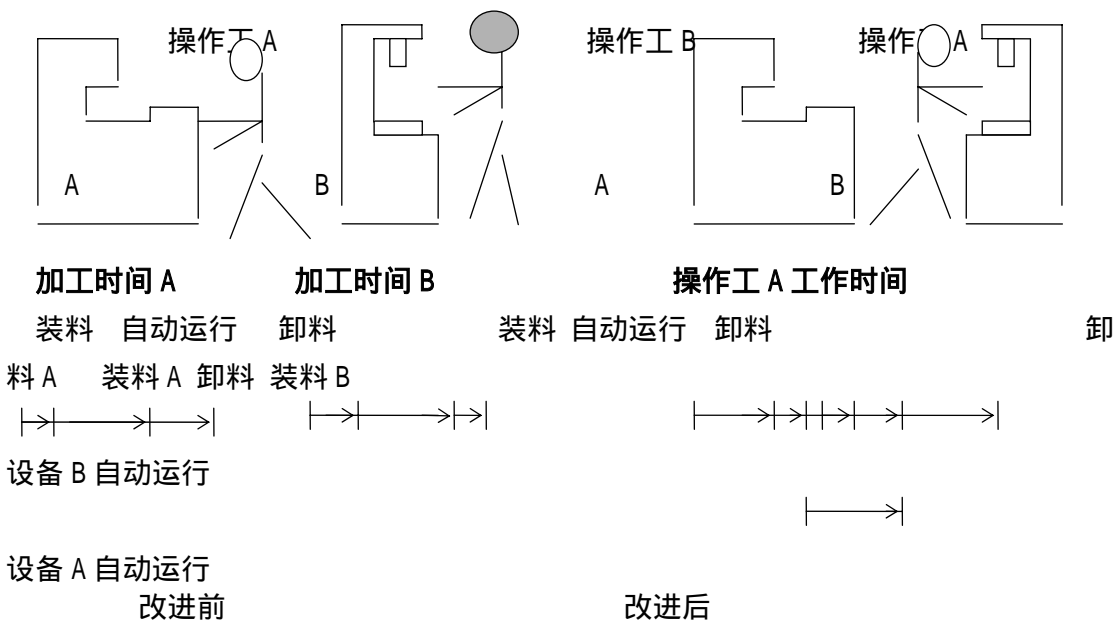 操作工 A 操作工 B 操作工 A
A B A B
加工时间 A 加工时间 B 操作工 A 工作时间
装料 自动运行 卸料 装料 自动运行 卸料 卸
料 A 装料 A 卸料 装料 B
设备 B 自动运行
设备 A 自动运行
改进前 改进后